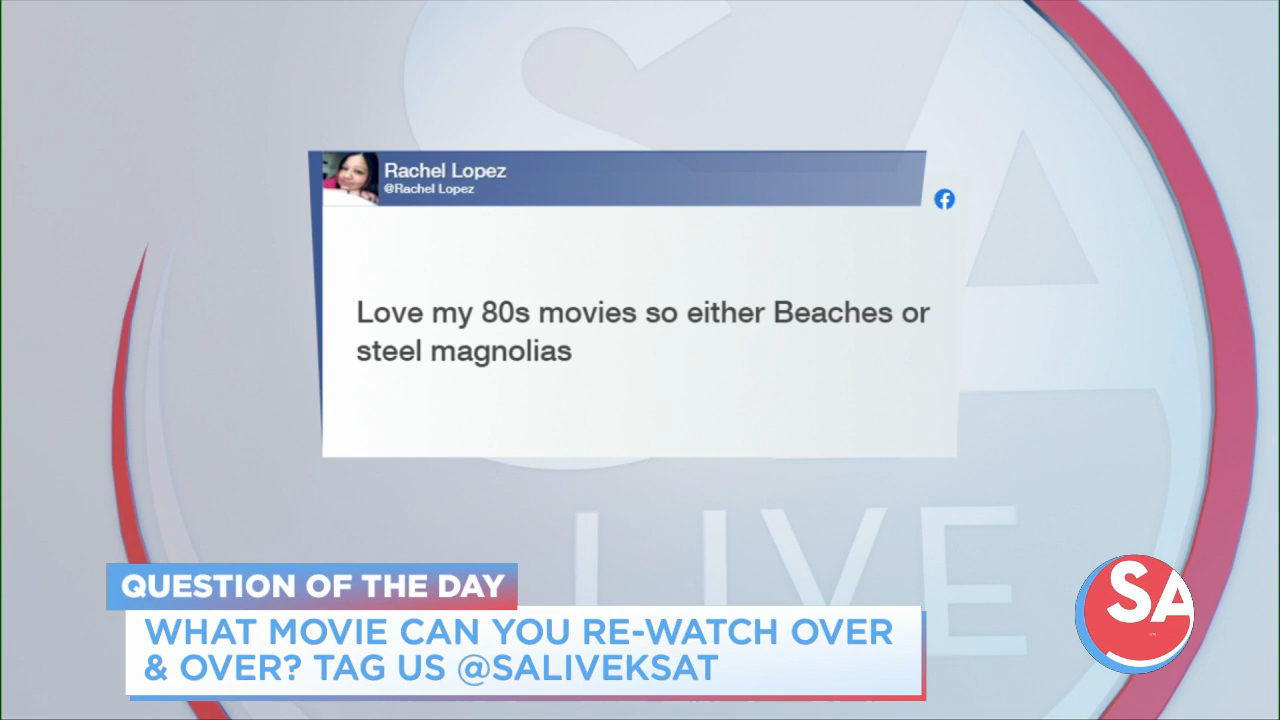 Rachel Lopez
@Rachel Lopez
Love my 80s movies so either Beaches or
steel magnolias
LIVE
QUESTION OF THE DAY
WHAT MOVIE CAN YOU RE-WATCH OVER
& OVER? TAG US @SALIVEKSAT
SA